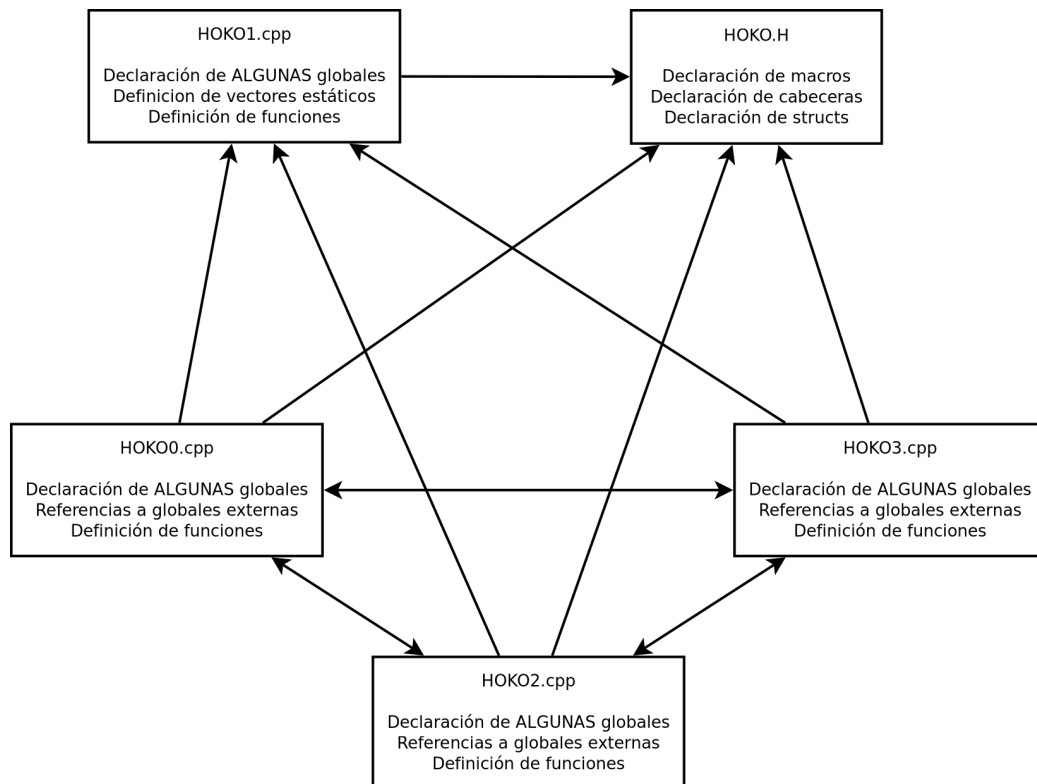 HOKO1.cpp
Declaración de ALGUNAS globales
Definicion de vectores estáticos
Definición de funciones
HOKO.H
Declaración de macros
Declaración de cabeceras
Declaración de structs
HOKO0.cpp
Declaración de ALGUNAS globales
Referencias a globales externas
Definición de funciones
HOKO3.cpp
Declaración de ALGUNAS globales
Referencias a globales externas
Definición de funciones
HOKO2.cpp
Declaración de ALGUNAS globales
Referencias a globales externas
Definición de funciones